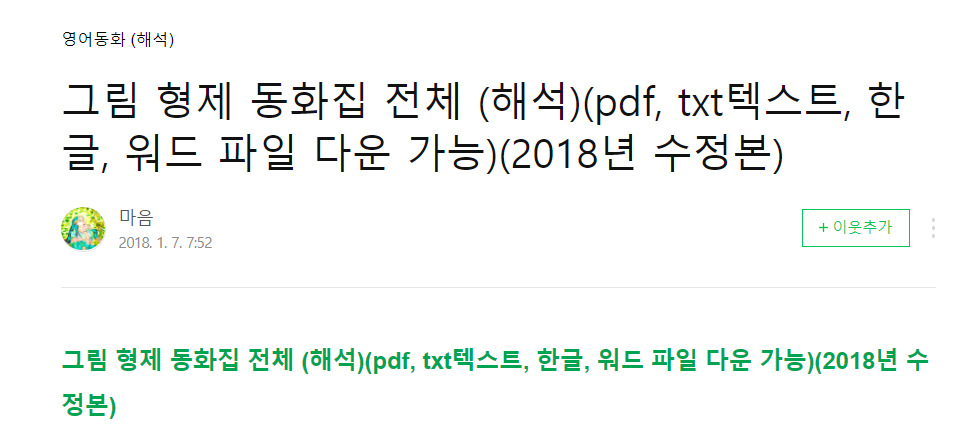 영어동화 (해석)
그림 형제 동화집 전체 (해석)(pdf, txt텍스트, 한
글, 워드 파일 다운 가능)(2018년 수정본)
마음
2018. 1. 7. 7:52
+ 이웃추가
그림 형제 동화집 전체 (해석)(pdf, txt텍스트, 한글, 워드 파일 다운 가능)(2018년 수
정본)